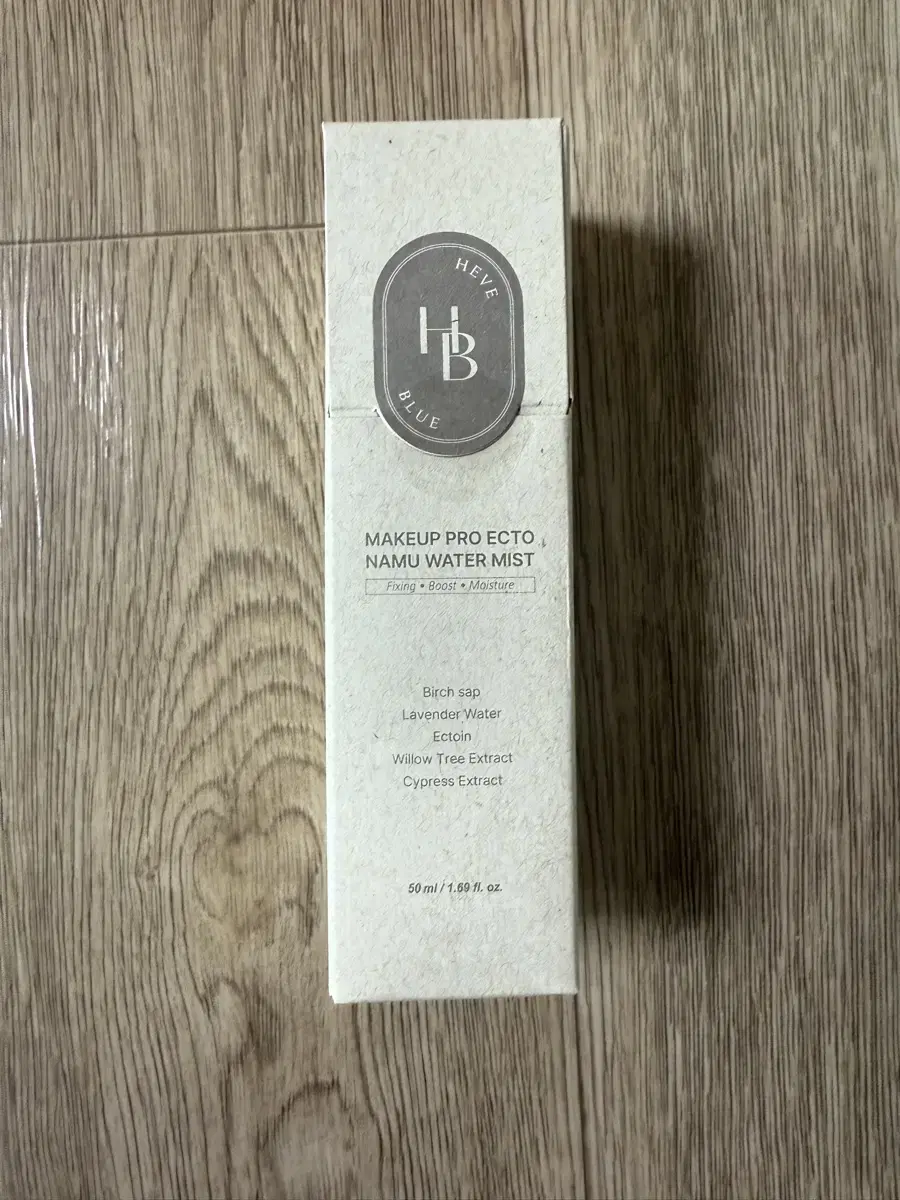 HEVE
HB
BLUE
MAKEUP PRO ECTO
NAMU WATER MIST
Fixing • Boost • Moisture
Birch sap
Lavender Water
Ectoin
Willow Tree Extract
Cypress Extract
50 ml / 1.69 fl. oz.